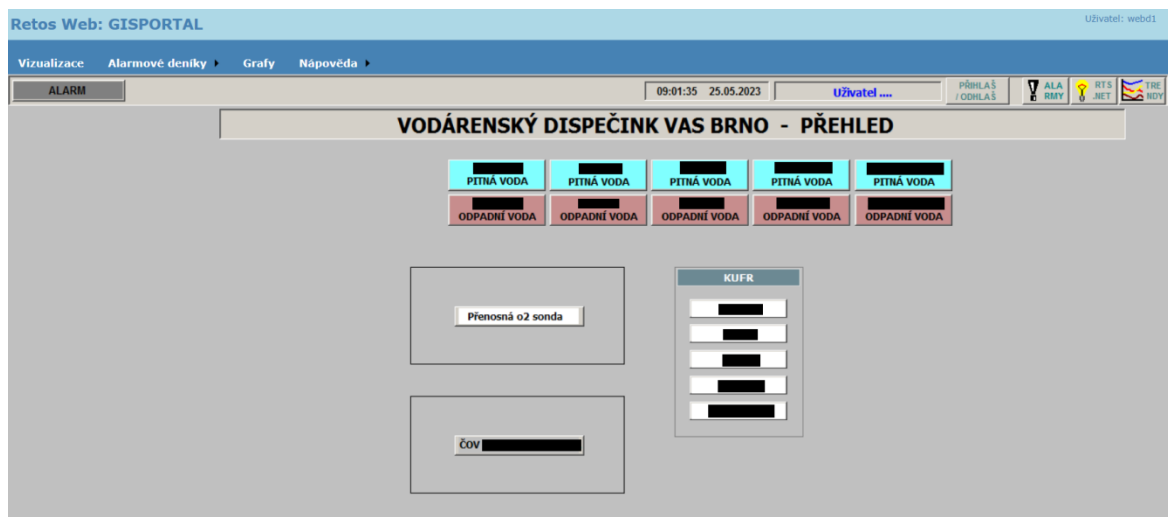 Retos Web: GISPORTAL
Uživatel: webd1
Vizualizace Alarmové deníky Grafy Nápověda
ALARM 09:01:35 25.05.2023 Uživatel .... PŘIHLAŠ / ODHLAŠ ALA RMY RTS .NET TRE NDY
VODÁRENSKÝ DISPEČINK VAS BRNO - PŘEHLED
PITNÁ VODA PITNÁ VODA PITNÁ VODA PITNÁ VODA PITNÁ VODA
ODPADNÍ VODA ODPADNÍ VODA ODPADNÍ VODA ODPADNÍ VODA ODPADNÍ VODA
KUFR
Přenosná o2 sonda
ČOV